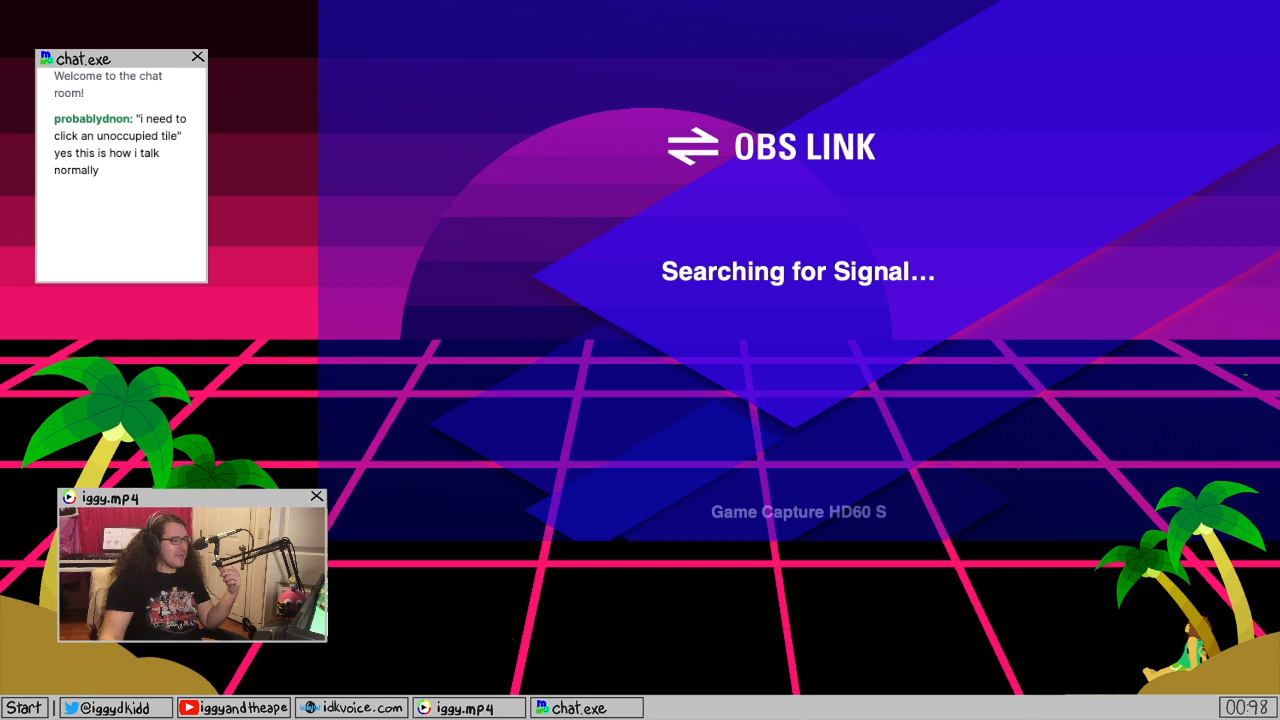 chat.exe
Welcome to the chat
room!
probablydnon: "i need to
click an unoccupied tile"
yes this is how i talk
normally
OBS LINK
Searching for Signal...
Game Capture HD60 S
iggy.mp4
Start
@iggydkidd
iggyandtheape
www idkvoice.com
iggy.mp4
chat.exe
00:98